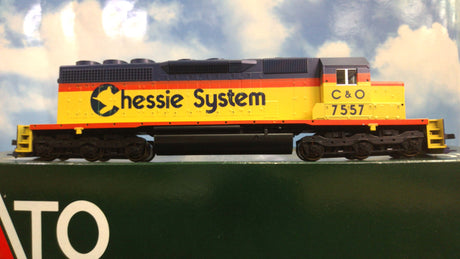 Chessie System
C & O
7557
ATO